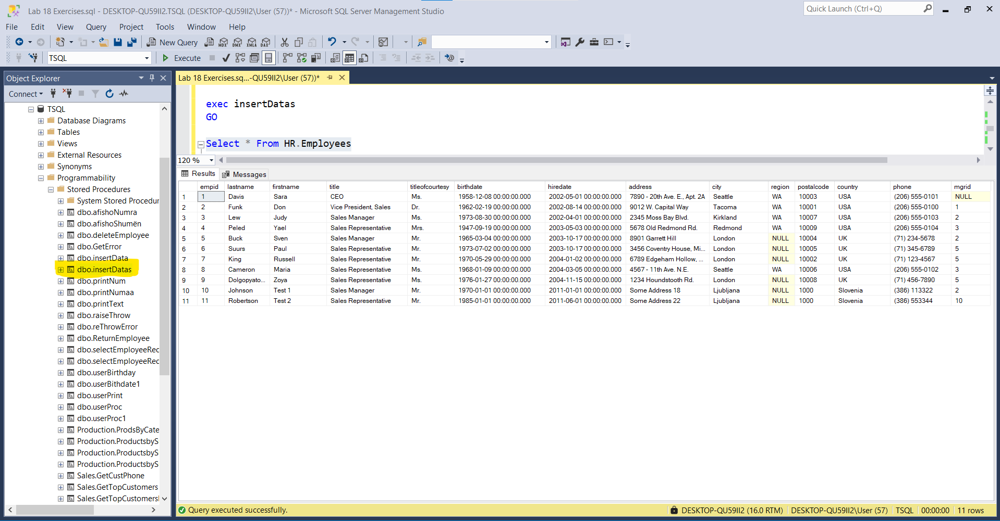 Lab 18 Exercises.sql - DESKTOP-QU59II2.TSQL (DESKTOP-QU59II2\User (57))* - Microsoft SQL Server Management Studio
Quick Launch (Ctrl+Q)
File Edit View Query Project Tools Window Help
New Query MDX DMX XMLA DAX
TSQL Execute
Object Explorer
Lab 18 Exercises.sq...-QU59II2\User (57))*
Connect
TSQL
Database Diagrams
Tables
Views
External Resources
Synonyms
Programmability
Stored Procedures
System Stored Procedur
dbo.afishoNumra
dbo.afishoShumën
dbo.deleteEmployee
dbo.GetError
dbo.insertData
dbo.insertDatas
dbo.printNum
dbo.printNumaa
dbo.printText
dbo.raiseThrow
dbo.reThrowError
dbo.ReturnEmployee
dbo.selectEmployeeRec
dbo.selectEmployeeRec
dbo.userBirthday
dbo.userBithdate1
dbo.userPrint
dbo.userProc
dbo.userProc1
Production.ProdsByCate
Production.ProductsbyS
Production.ProductsbyS
Production.ProductsbyS
Sales.GetCustPhone
Sales.GetTopCustomers
Sales.GetTopCustomersl
exec insertDatas
GO
Select * From HR.Employees
120 %
Results Messages
empid lastname firstname title titleofcourtesy birthdate hiredate address city region postalcode country phone mgrid
1 1 Davis Sara CEO Ms. 1958-12-08 00:00:00.000 2002-05-01 00:00:00.000 7890 - 20th Ave. E., Apt. 2A Seattle WA 10003 USA (206) 555-0101 NULL
2 2 Funk Don Vice President, Sales Dr. 1962-02-19 00:00:00.000 2002-08-14 00:00:00.000 9012 W. Capital Way Tacoma WA 10001 USA (206) 555-0100 1
3 3 Lew Judy Sales Manager Ms. 1973-08-30 00:00:00.000 2002-04-01 00:00:00.000 2345 Moss Bay Blvd. Kirkland WA 10007 USA (206) 555-0103 2
4 4 Peled Yael Sales Representative Mrs. 1947-09-19 00:00:00.000 2003-05-03 00:00:00.000 5678 Old Redmond Rd. Redmond WA 10009 USA (206) 555-0104 3
5 5 Buck Sven Sales Manager Mr. 1965-03-04 00:00:00.000 2003-10-17 00:00:00.000 8901 Garrett Hill London NULL 10004 UK (71) 234-5678 2
6 6 Suurs Paul Sales Representative Mr. 1973-07-02 00:00:00.000 2003-10-17 00:00:00.000 3456 Coventry House, Mi... London NULL 10005 UK (71) 345-6789 5
7 7 King Russell Sales Representative Mr. 1970-05-29 00:00:00.000 2004-01-02 00:00:00.000 6789 Edgeham Hollow, ... London NULL 10002 UK (71) 123-4567 5
8 8 Cameron Maria Sales Representative Ms. 1968-01-09 00:00:00.000 2004-03-05 00:00:00.000 4567 - 11th Ave. N.E. Seattle WA 10006 USA (206) 555-0102 3
9 9 Dolgopyato... Zoya Sales Representative Ms. 1976-01-27 00:00:00.000 2004-11-15 00:00:00.000 1234 Houndstooth Rd. London NULL 10008 UK (71) 456-7890 5
10 10 Johnson Test 1 Sales Manager Mr. 1970-01-01 00:00:00.000 2011-01-01 00:00:00.000 Some Address 18 Ljubljana NULL 1000 Slovenia (386) 113322 2
11 11 Robertson Test 2 Sales Representative Mr. 1985-01-01 00:00:00.000 2011-06-01 00:00:00.000 Some Address 22 Ljubljana NULL 1000 Slovenia (386) 553344 10
Query executed successfully. DESKTOP-QU59II2 (16.0 RTM) DESKTOP-QU59II2\User (57) TSQL 00:00:00 11 rows